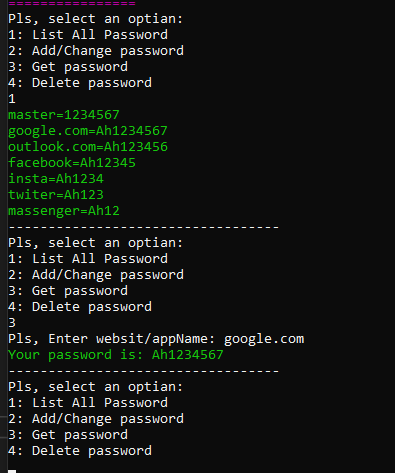 ================
Pls, select an optian:
1: List All Password
2: Add/Change password
3: Get password
4: Delete password
1
master=1234567
google.com=Ah1234567
outlook.com=Ah123456
facebook=Ah12345
insta=Ah1234
twiter=Ah123
massenger=Ah12
----------------------------------
Pls, select an optian:
1: List All Password
2: Add/Change password
3: Get password
4: Delete password
3
Pls, Enter websit/appName: google.com
Your password is: Ah1234567
----------------------------------
Pls, select an optian:
1: List All Password
2: Add/Change password
3: Get password
4: Delete password